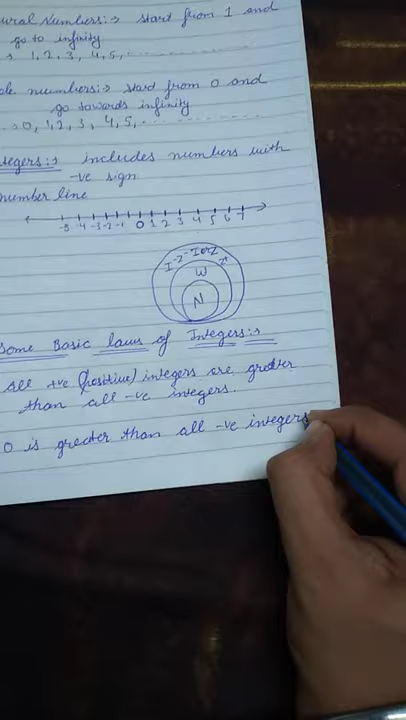 ural Numbers:→ start from 1 and
go to infinity
→ 1, 2, 3, 4, 5, ..........
ole numbers:→ start from 0 and
go towards infinity
..→ 0, 1, 2, 3, 4, 5, ..........
ntegers:→ includes numbers with
-ve sign
number line
-5 -4 -3 -2 -1 0 1 2 3 4 5 6 7
W
N
Some Basic laws of Integers:→
All +ve (positive) integers are greater
than all -ve integers.
0 is greater than all -ve integers